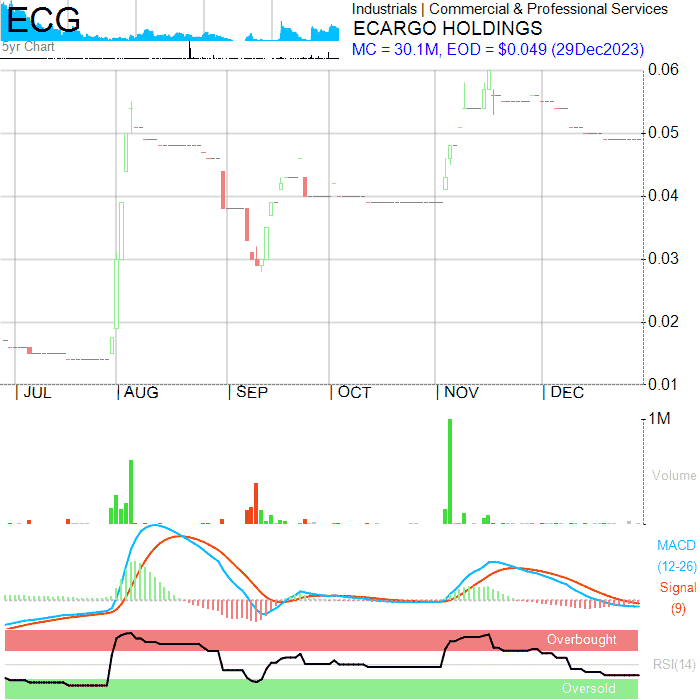 ECG
5yr Chart
Industrials | Commercial & Professional Services
ECARGO HOLDINGS
MC = 30.1M, EOD = $0.049 (29Dec2023)
0.06
0.05
0.04
0.03
0.02
0.01
JUL AUG SEP OCT NOV DEC
1M
Volume
MACD
(12-26)
Signal
(9)
Overbought
RSI(14)
Oversold